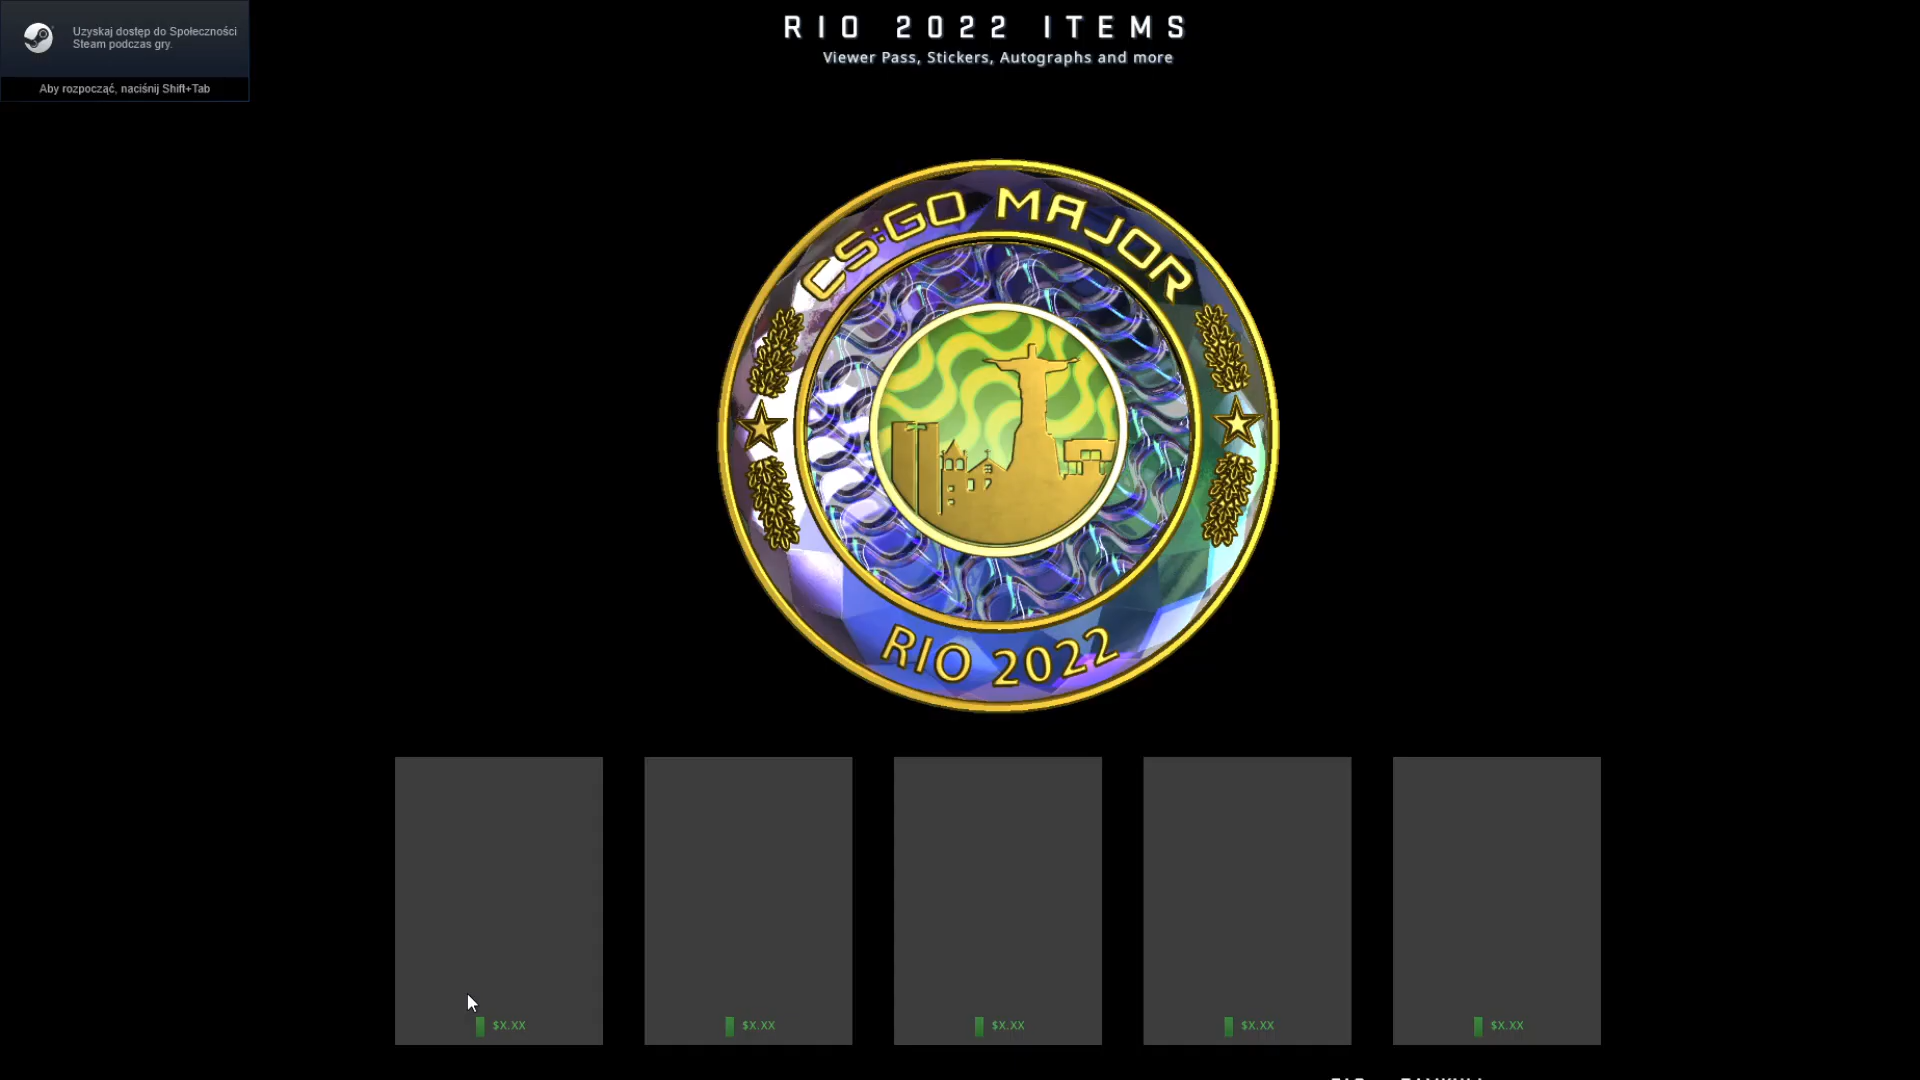 Uzyskaj dostęp do Społeczności
Steam podczas gry.
Aby rozpocząć, naciśnij Shift+Tab
RIO 2022 ITEMS
Viewer Pass, Stickers, Autographs and more
CS:GO MAJOR
RIO 2022
$X.XX
$X.XX
$X.XX
$X.XX
$X.XX